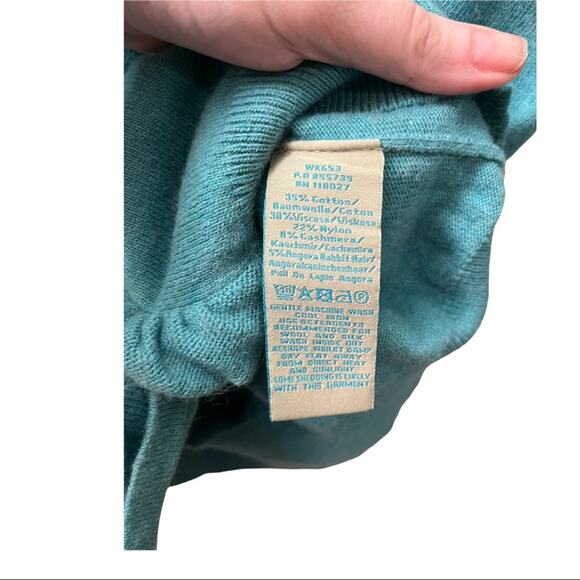 WK653
P.O 855735
RN 118027
35% Cotton/
Baumwolle/Coton
30% Viscose/Viskose
22% Nylon
8% Cashmere/
Kaschmir/Cachemira
5% Angora Rabbit Hair/
Angorakaninchenhaar/
Poil De Lapin Angora
GENTLE MACHINE WASH
COOL IRON
USE DETERGENTS
RECOMMENDED FOR
WOOL AND SILK
WASH INSIDE OUT
RESHAPE WHILST DAMP
DRY FLAT AWAY
FROM DIRECT HEAT
AND SUNLIGHT
SOME SHEDDING IS LIKELY
WITH THIS GARMENT